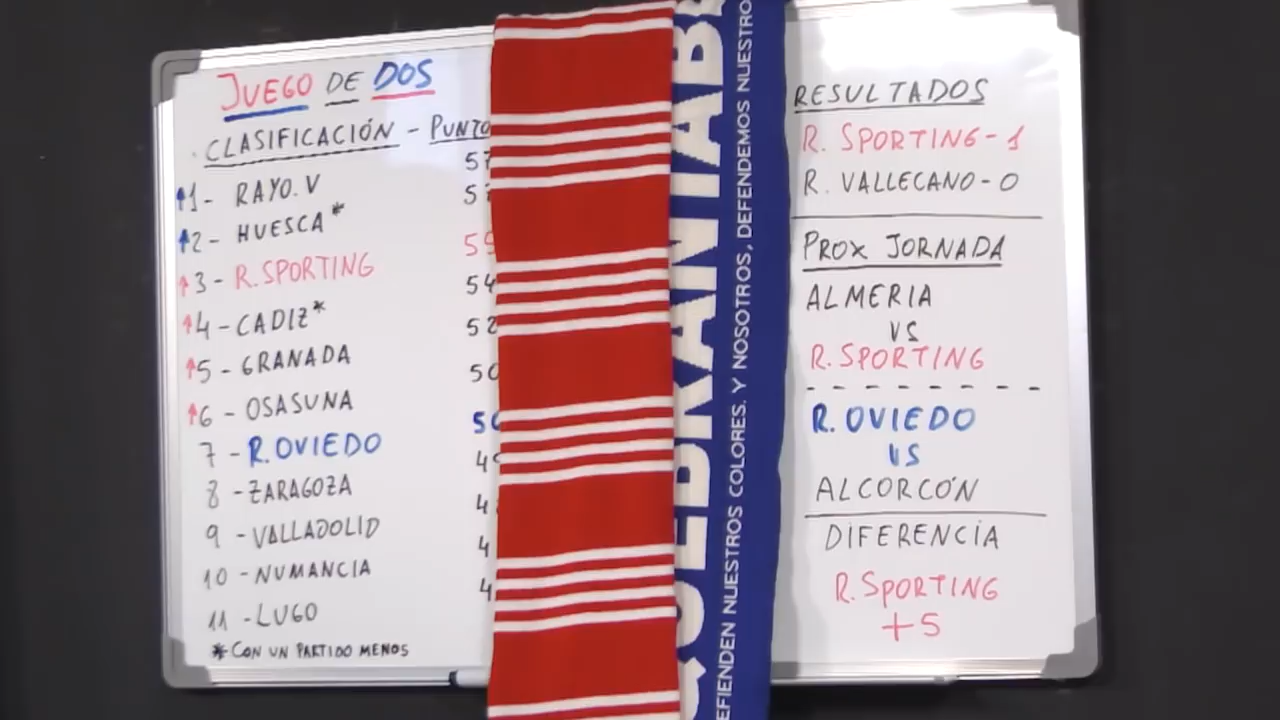 JUEGO DE DOS
CLASIFICACIÓN - PUNTO
57
1- RAYO.V
2- HUESCA*
3- R.SPORTING
54
4- CADIZ*
52
5- GRANADA
50
6 - OSASUNA
7 - R.OVIEDO
8 - ZARAGOZA
9 - VALLADOLID
10 - NUMANCIA
11 - LUGO
* CON UN PARTIDO MENOS
QUEBRANTAB
EFIENDEN NUESTROS COLORES. Y NOSOTROS, DEFENDEMOS NUESTRO
RESULTADOS
R. SPORTING - 1
R. VALLECANO - 0
PROX JORNADA
ALMERIA
VS
R.SPORTING
R. OVIEDO
VS
ALCORCÓN
DIFERENCIA
R.SPORTING
+5